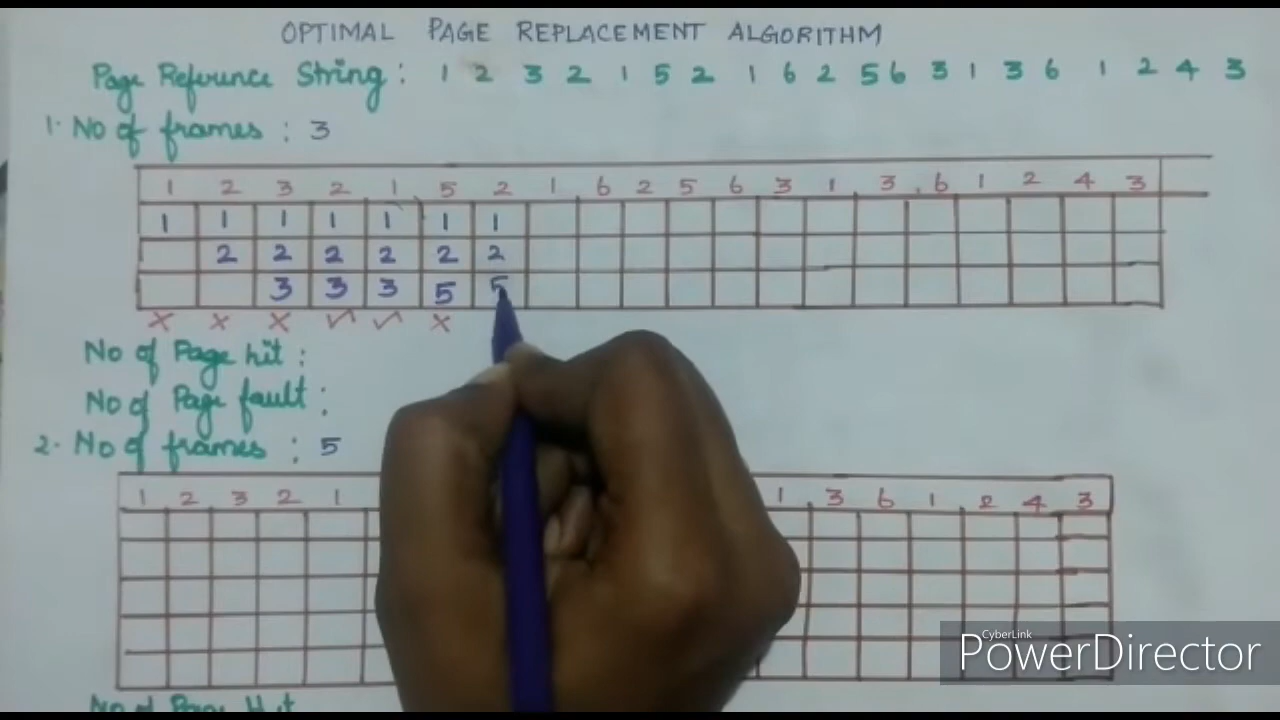 OPTIMAL PAGE REPLACEMENT ALGORITHM
Page Reference String : 1 2 3 2 1 5 2 1 6 2 5 6 3 1 3 6 1 2 4 3
1. No of frames : 3
1 2 3 2 1 5 2 1 6 2 5 6 3 1 3 6 1 2 4 3
1 1 1 1 1 1 1
2 2 2 2 2 2
3 3 3 5 5
× × × ✓ ✓ ×
No of Page hit :
No of Page fault :
2. No of frames : 5
1 2 3 2 1 1 3 6 1 2 4 3
No of Page Hit
CyberLink
PowerDirector